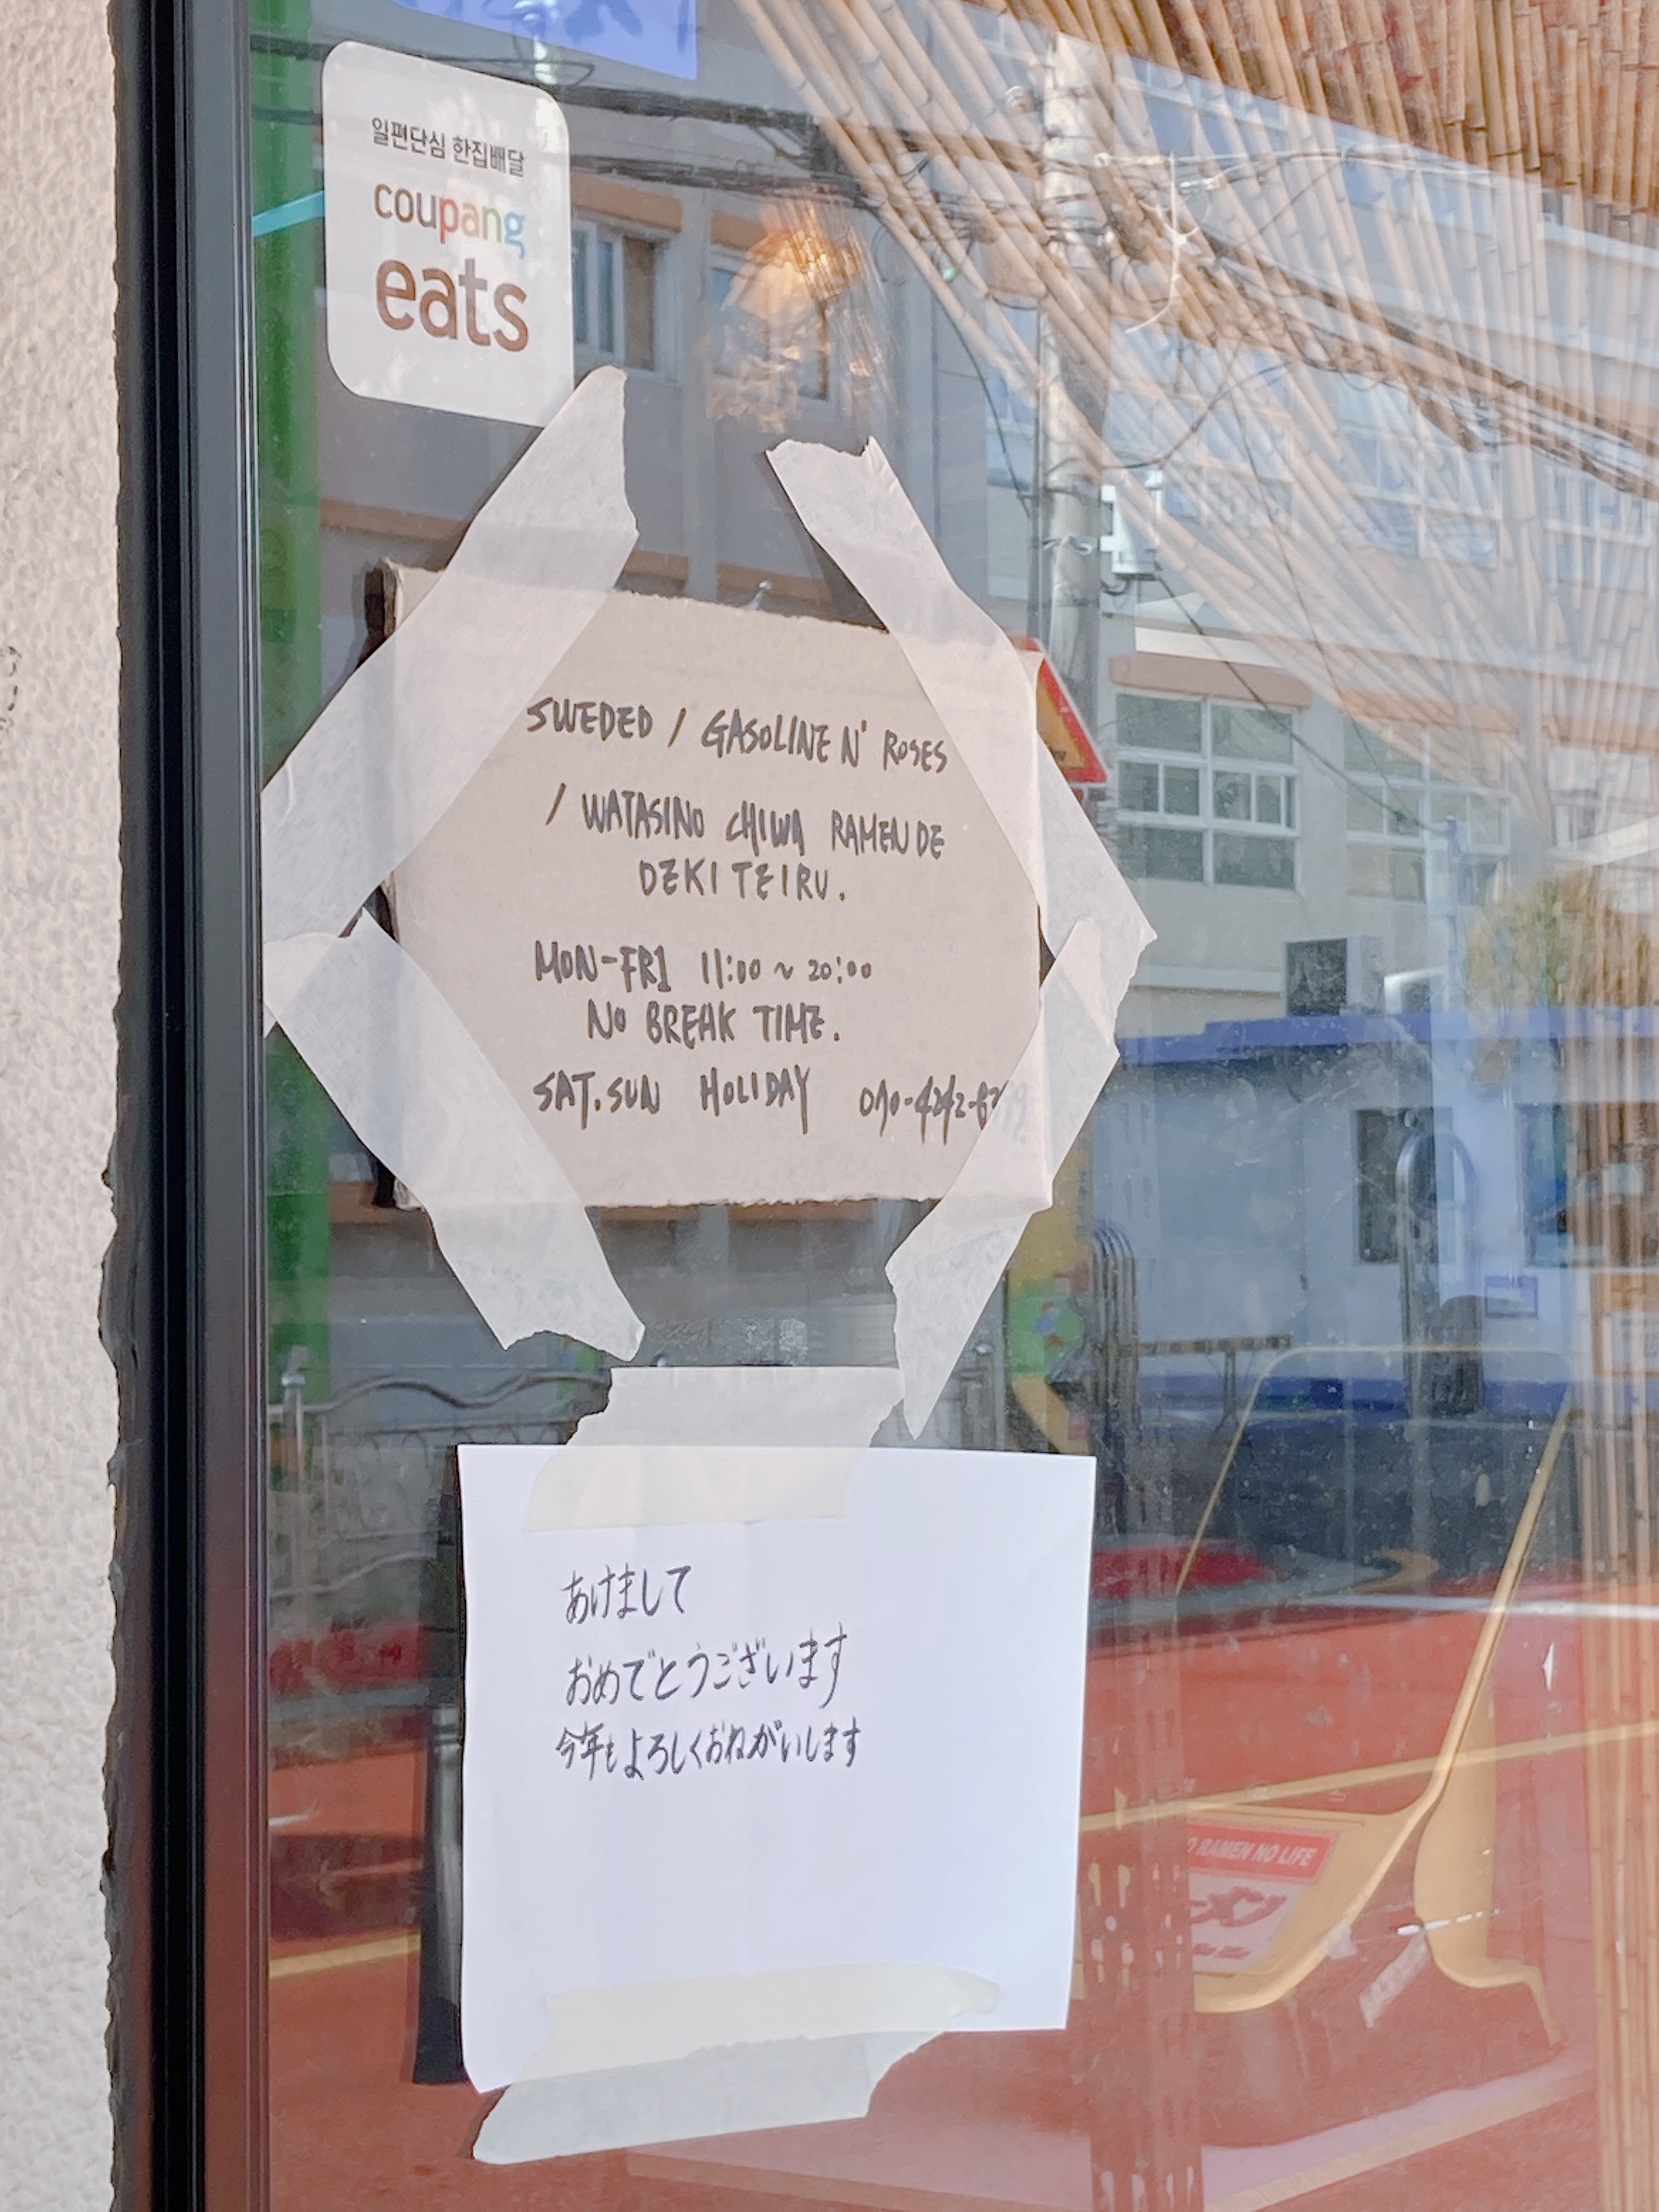 일편단심 한집배달
coupang
eats
SWEDED / GASOLINE N' ROSES
/ WATASINO CHIWA RAMEN DE
DEKITEIRU.
MON-FRI 11:00 ~ 20:00
NO BREAK TIME.
SAT.SUN HOLIDAY
あけまして
おめでとうございます
今年もよろしくおねがいします
RAMEN NO LIFE